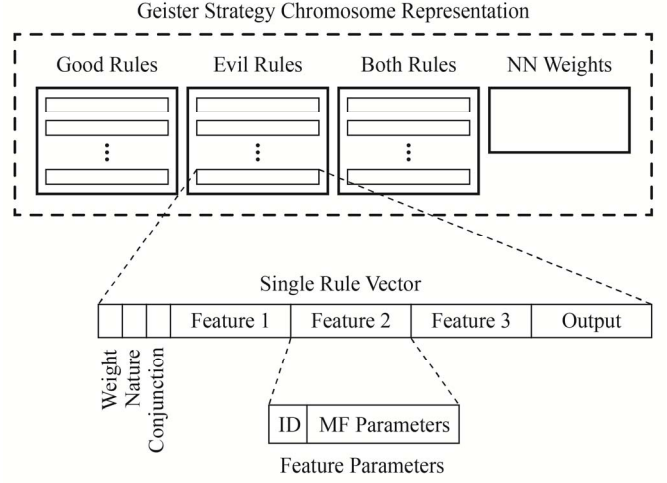 Geister Strategy Chromosome Representation
Good Rules Evil Rules Both Rules NN Weights
Single Rule Vector
Feature 1 Feature 2 Feature 3 Output
Weight
Nature
Conjunction
ID MF Parameters
Feature Parameters